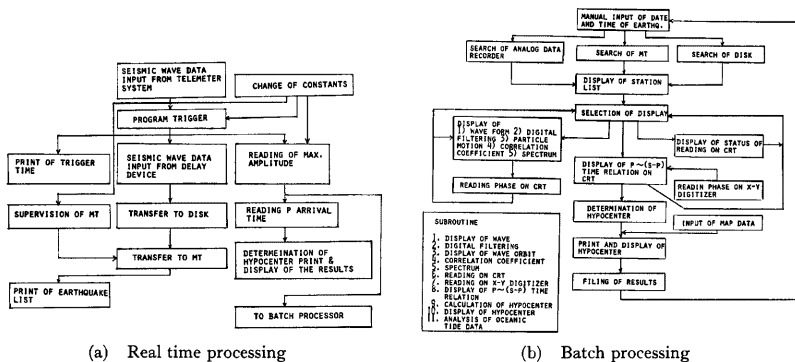 SEISMIC WAVE DATA
INPUT FROM TELEMETER
SYSTEM
CHANGE OF CONSTANTS
PROGRAM TRIGGER
PRINT OF TRIGGER
TIME
SEISMIC WAVE DATA
INPUT FROM DELAY
DEVICE
READING OF MAX.
AMPLITUDE
SUPERVISION OF MT
TRANSFER TO DISK
READING P ARRIVAL
TIME
TRANSFER TO MT
DETERMEINATION OF
HYPOCENTER PRINT &
DISPLAY OF THE RESULTS
PRINT OF EARTHQUAKE
LIST
TO BATCH PROCESSOR
(a) Real time processing
MANUAL INPUT OF DATE
AND TIME OF EARTHQ.
SEARCH OF ANALOG DATA
RECORDER
SEARCH OF MT
SEARCH OF DISK
DISPLAY OF STATION
LIST
SELECTION OF DISPLAY
DISPLAY OF
1) WAVE FORM 2) DIGITAL
FILTERING 3) PARTICLE
MOTION 4) CORRELATION
COEFFICIENT 5) SPECTRUM
DISPLAY OF STATUS OF
READING ON CRT
DISPLAY OF P~(S-P)
TIME RELATION ON
CRT
READING PHASE ON CRT
READIN PHASE ON X-Y
DIGITIZER
DETERMINATION OF
HYPOCENTER
INPUT OF MAP DATA
PRINT AND DISPLAY OF
HYPOCENTER
FILING OF RESULTS
SUBROUTINE
1. DISPLAY OF WAVE
2. DIGITAL FILTERING
3. DISPLAY OF WAVE ORBIT
4. CORRELATION COEFFICIENT
5. SPECTRUM
6. READING ON CRT
7. READING ON X-Y DIGITIZER
8. DISPLAY OF P~(S-P) TIME
RELATION
9. CALCULATION OF HYPOCENTER
10. DISPLAY OF HYPOCENTER
11. ANALYSIS OF OCEANIC
TIDE DATA
(b) Batch processing